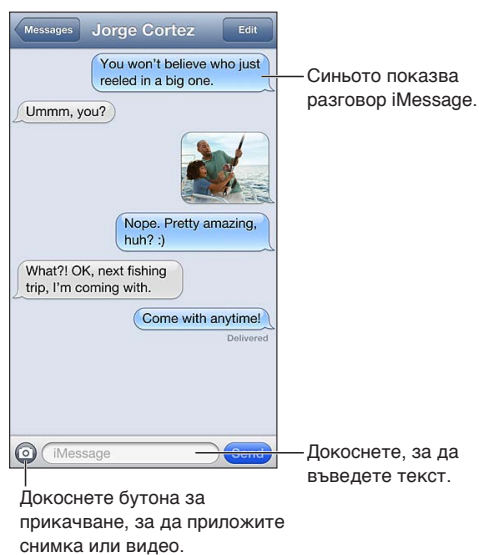 Messages
Jorge Cortez
Edit
You won't believe who just
reeled in a big one.
Синьото показва
разговор iMessage.
Ummm, you?
Nope. Pretty amazing,
huh? :)
What?! OK, next fishing
trip, I'm coming with.
Come with anytime!
Delivered
iMessage
Send
Докоснете, за да
въведете текст.
Докоснете бутона за
прикачване, за да приложите
снимка или видео.